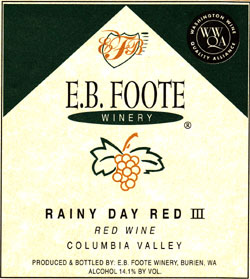 EFB
WASHINGTON WINE
WWQA
QUALITY ALLIANCE
E.B. FOOTE
WINERY
®
RAINY DAY RED III
RED WINE
COLUMBIA VALLEY
PRODUCED & BOTTLED BY: E.B. FOOTE WINERY, BURIEN, WA
ALCOHOL 14.1% BY VOL.